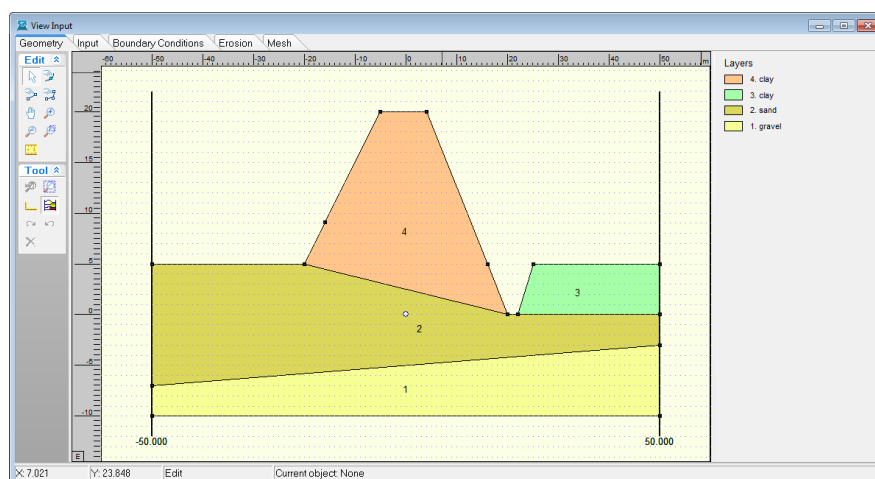 View Input
Geometry Input Boundary Conditions Erosion Mesh
Edit
-60 -50 -40 -30 -20 -10 0 10 20 30 40 50 m
Layers
4. clay
3. clay
2. sand
1. gravel
20
15
Tool
10
4
5
3
0
2
-5
1
-10
-50.000 50.000
E
X: 7.021 Y: 23.848 Edit Current object: None